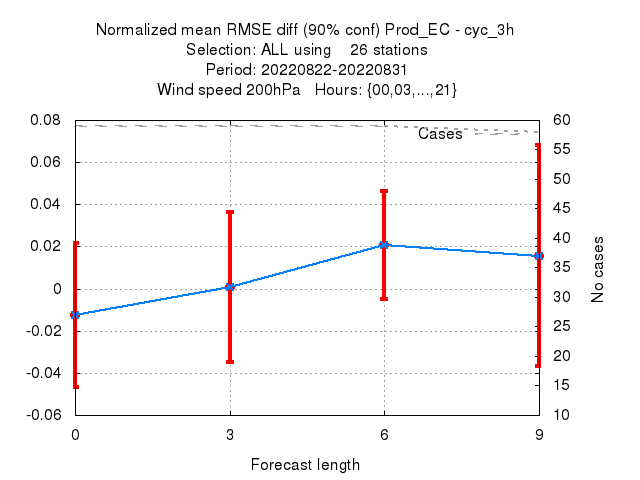 Normalized mean RMSE diff (90% conf) Prod_EC - cyc_3h
Selection: ALL using 26 stations
Period: 20220822-20220831
Wind speed 200hPa Hours: {00,03,...,21}
0.08
0.06
0.04
0.02
0
-0.02
-0.04
-0.06
Cases
60
55
50
45
40
35
30
25
20
15
10
No cases
0 3 6 9
Forecast length